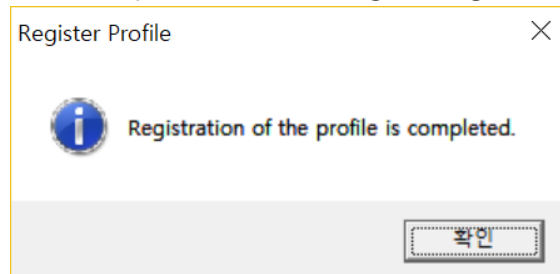 Register Profile
Registration of the profile is completed.
확인